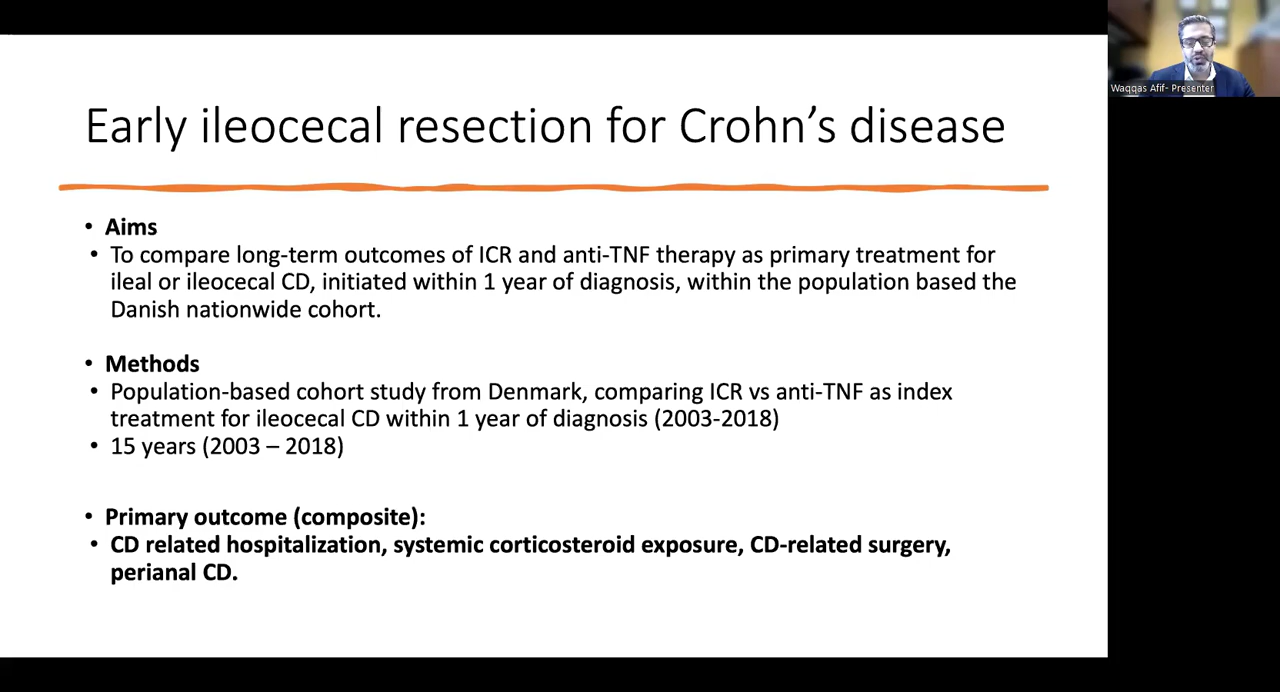 Early ileocecal resection for Crohn's disease
• Aims
• To compare long-term outcomes of ICR and anti-TNF therapy as primary treatment for
ileal or ileocecal CD, initiated within 1 year of diagnosis, within the population based the
Danish nationwide cohort.
• Methods
• Population-based cohort study from Denmark, comparing ICR vs anti-TNF as index
treatment for ileocecal CD within 1 year of diagnosis (2003-2018)
• 15 years (2003 – 2018)
• Primary outcome (composite):
• CD related hospitalization, systemic corticosteroid exposure, CD-related surgery,
perianal CD.
Waqqas Afif- Presenter